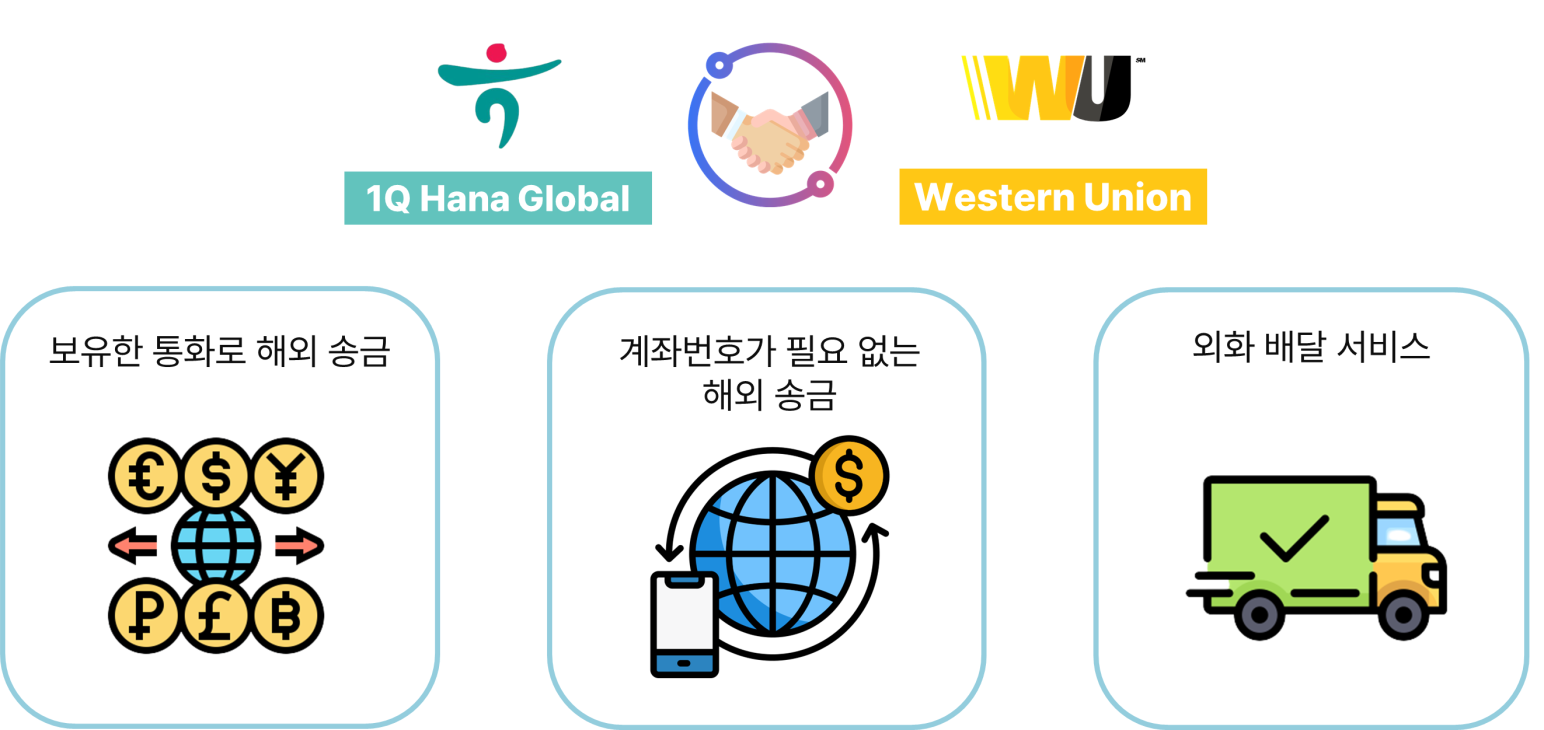 WU
SM
1Q Hana Global
Western Union
보유한 통화로 해외 송금
계좌번호가 필요 없는
해외 송금
외화 배달 서비스